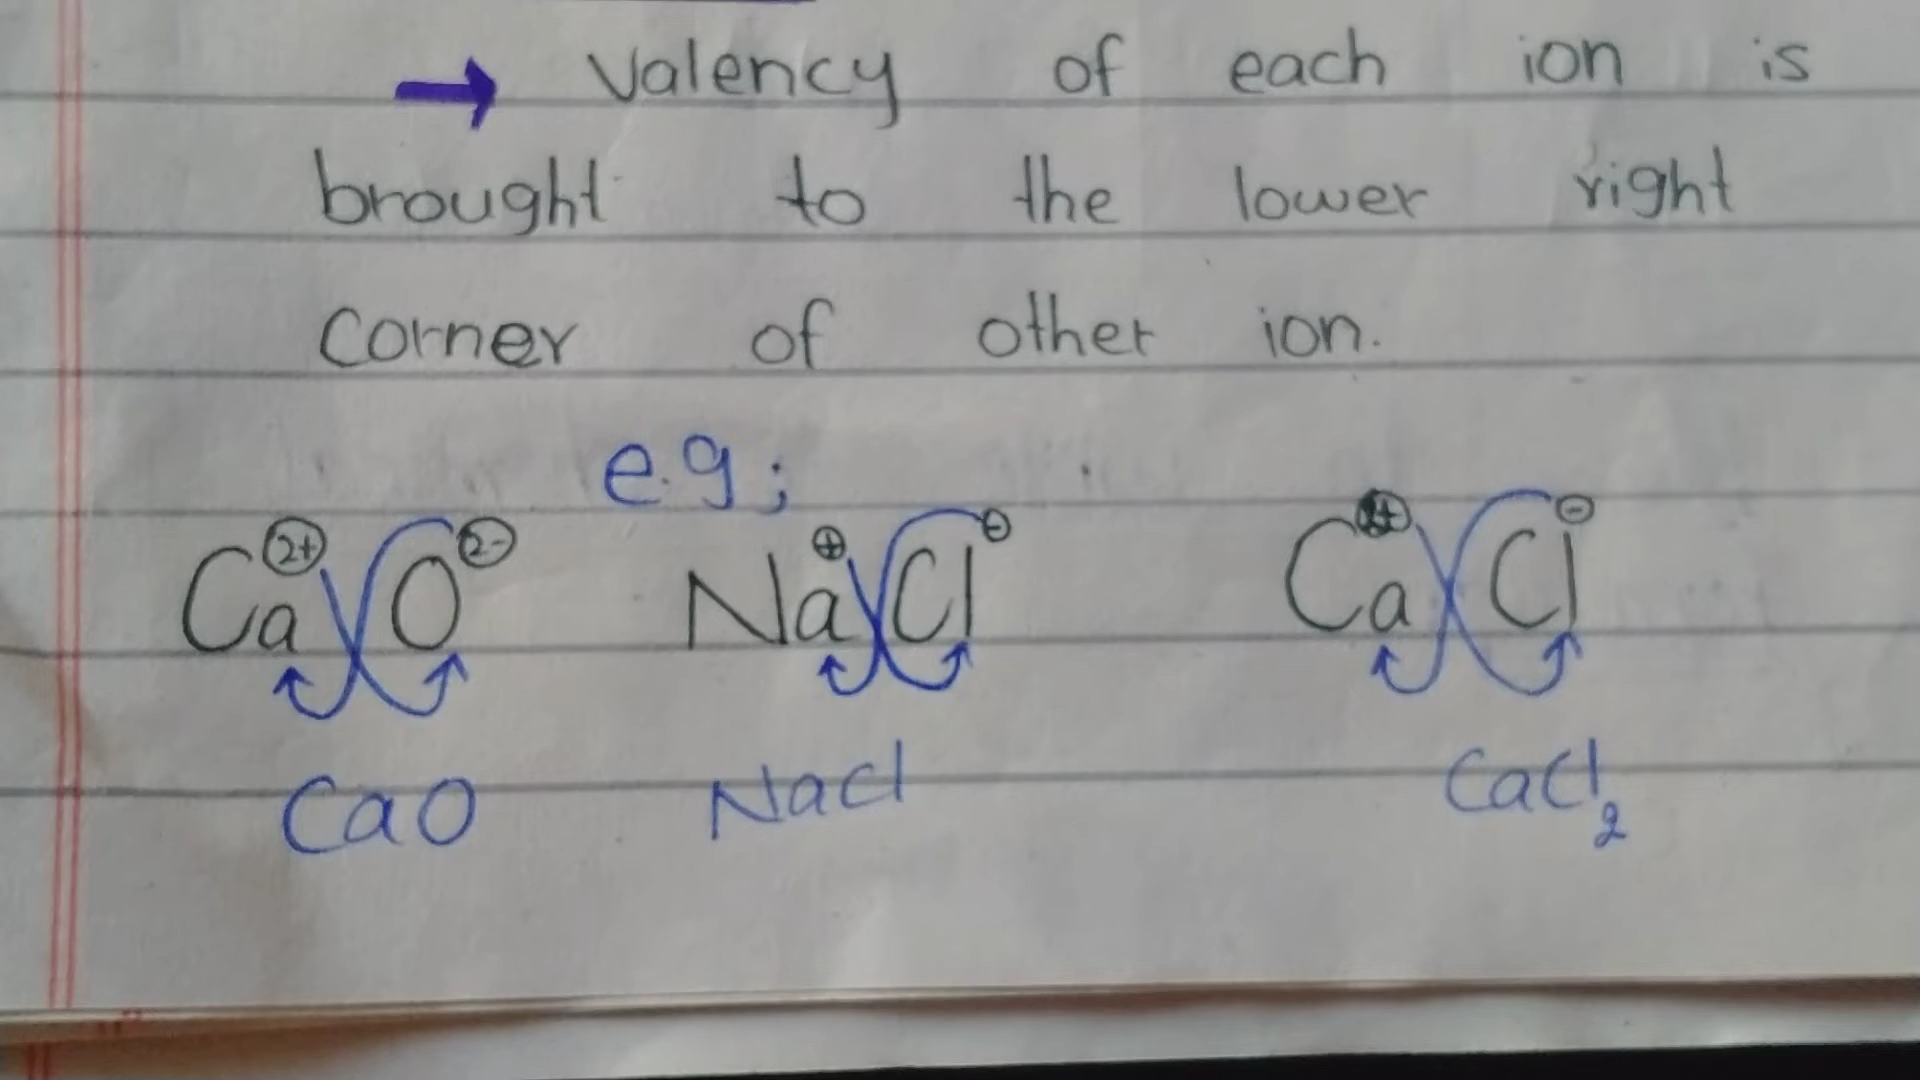 → Valency of each ion is
brought to the lower right
corner of other ion.
e.g;
Ca²⁺ O²⁻ Na⁺ Cl⁻ Ca Cl⁻
CaO NaCl CaCl₂